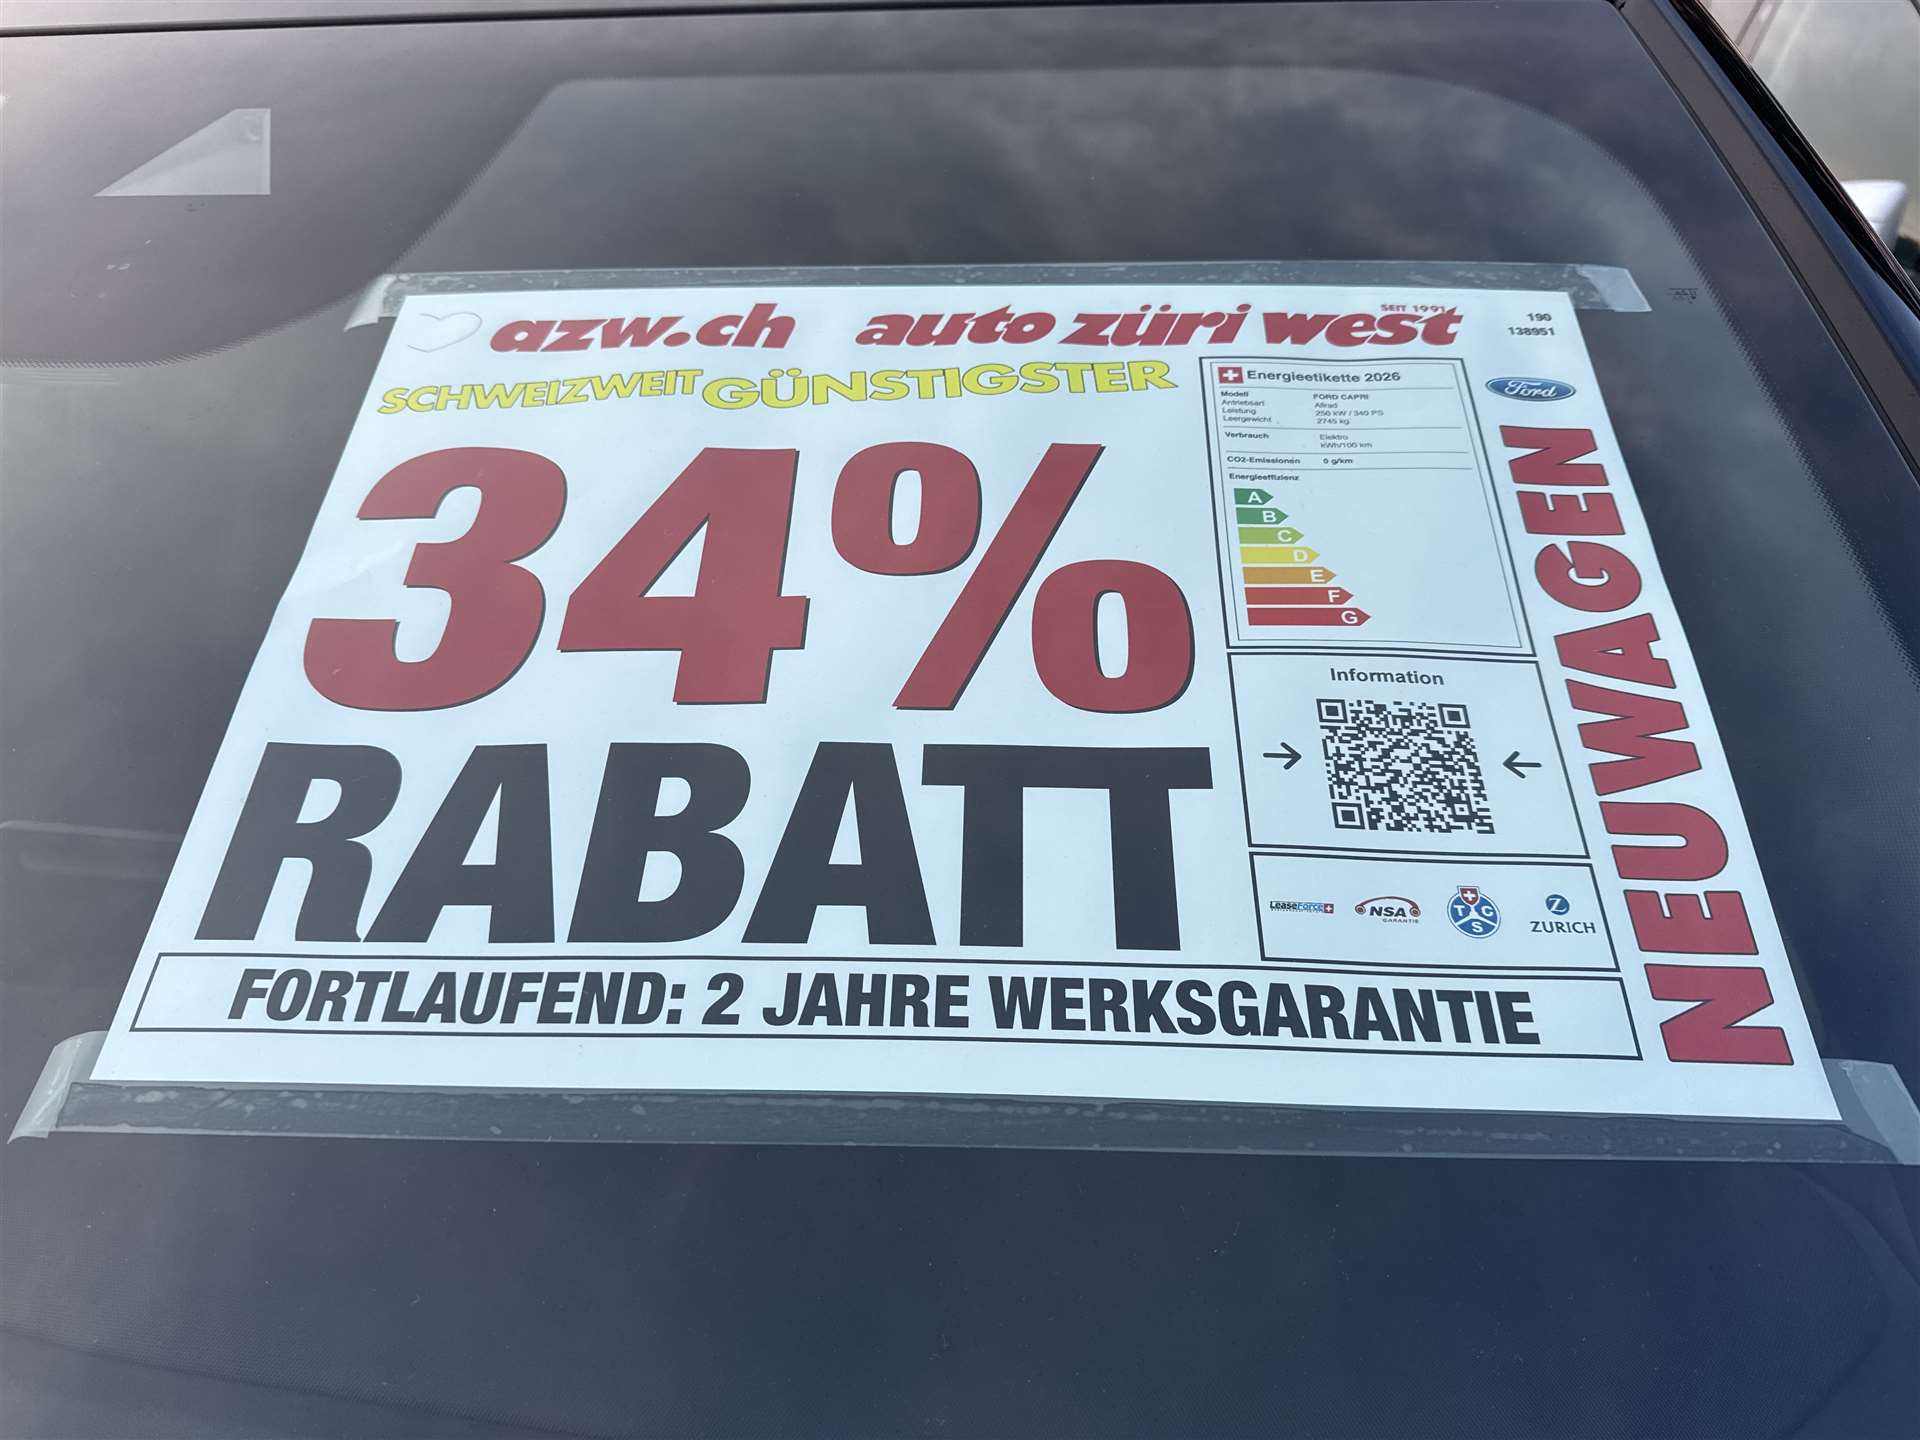 azw.ch auto züri west
SEIT 1991
190
138951
SCHWEIZWEIT GÜNSTIGSTER
34%
RABATT
FORTLAUFEND: 2 JAHRE WERKSGARANTIE
Energieetikette 2026
Modell FORD CAPRI
Antriebsart Allrad
Leistung 250 kW / 340 PS
Leergewicht 2745 kg
Verbrauch Elektro
kWh/100 km
CO2-Emissionen 0 g/km
Energieeffizienz
A
B
C
D
E
F
G
Information
LeaseForce
NSA
GARANTIE
TCS
ZURICH
Ford
NEUWAGEN